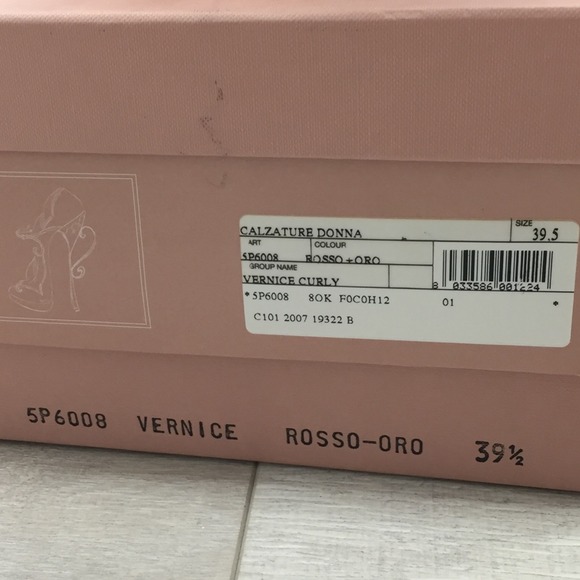 CALZATURE DONNA SIZE 39.5
ART COLOUR
5P6008 ROSSO+ORO
GROUP NAME
VERNICE CURLY
8 033586 001224
*5P6008 8OK F0C0H12 01 *
C101 2007 19322 B
5P6008 VERNICE ROSSO-ORO 39½